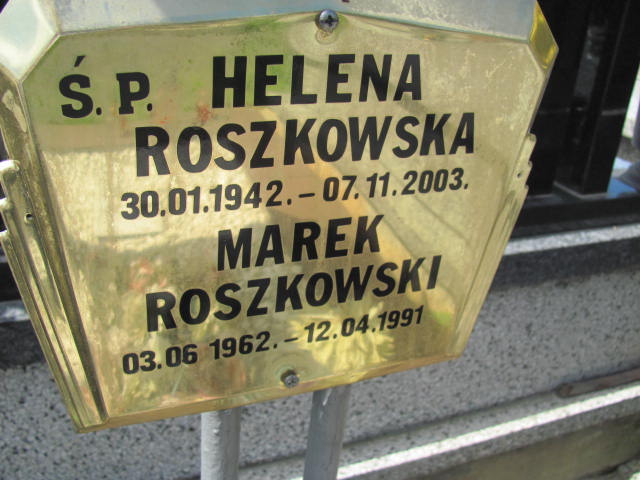 Ś. P. HELENA
ROSZKOWSKA
30.01.1942. – 07.11.2003.
MAREK
ROSZKOWSKI
03.06 1962. – 12.04.1991